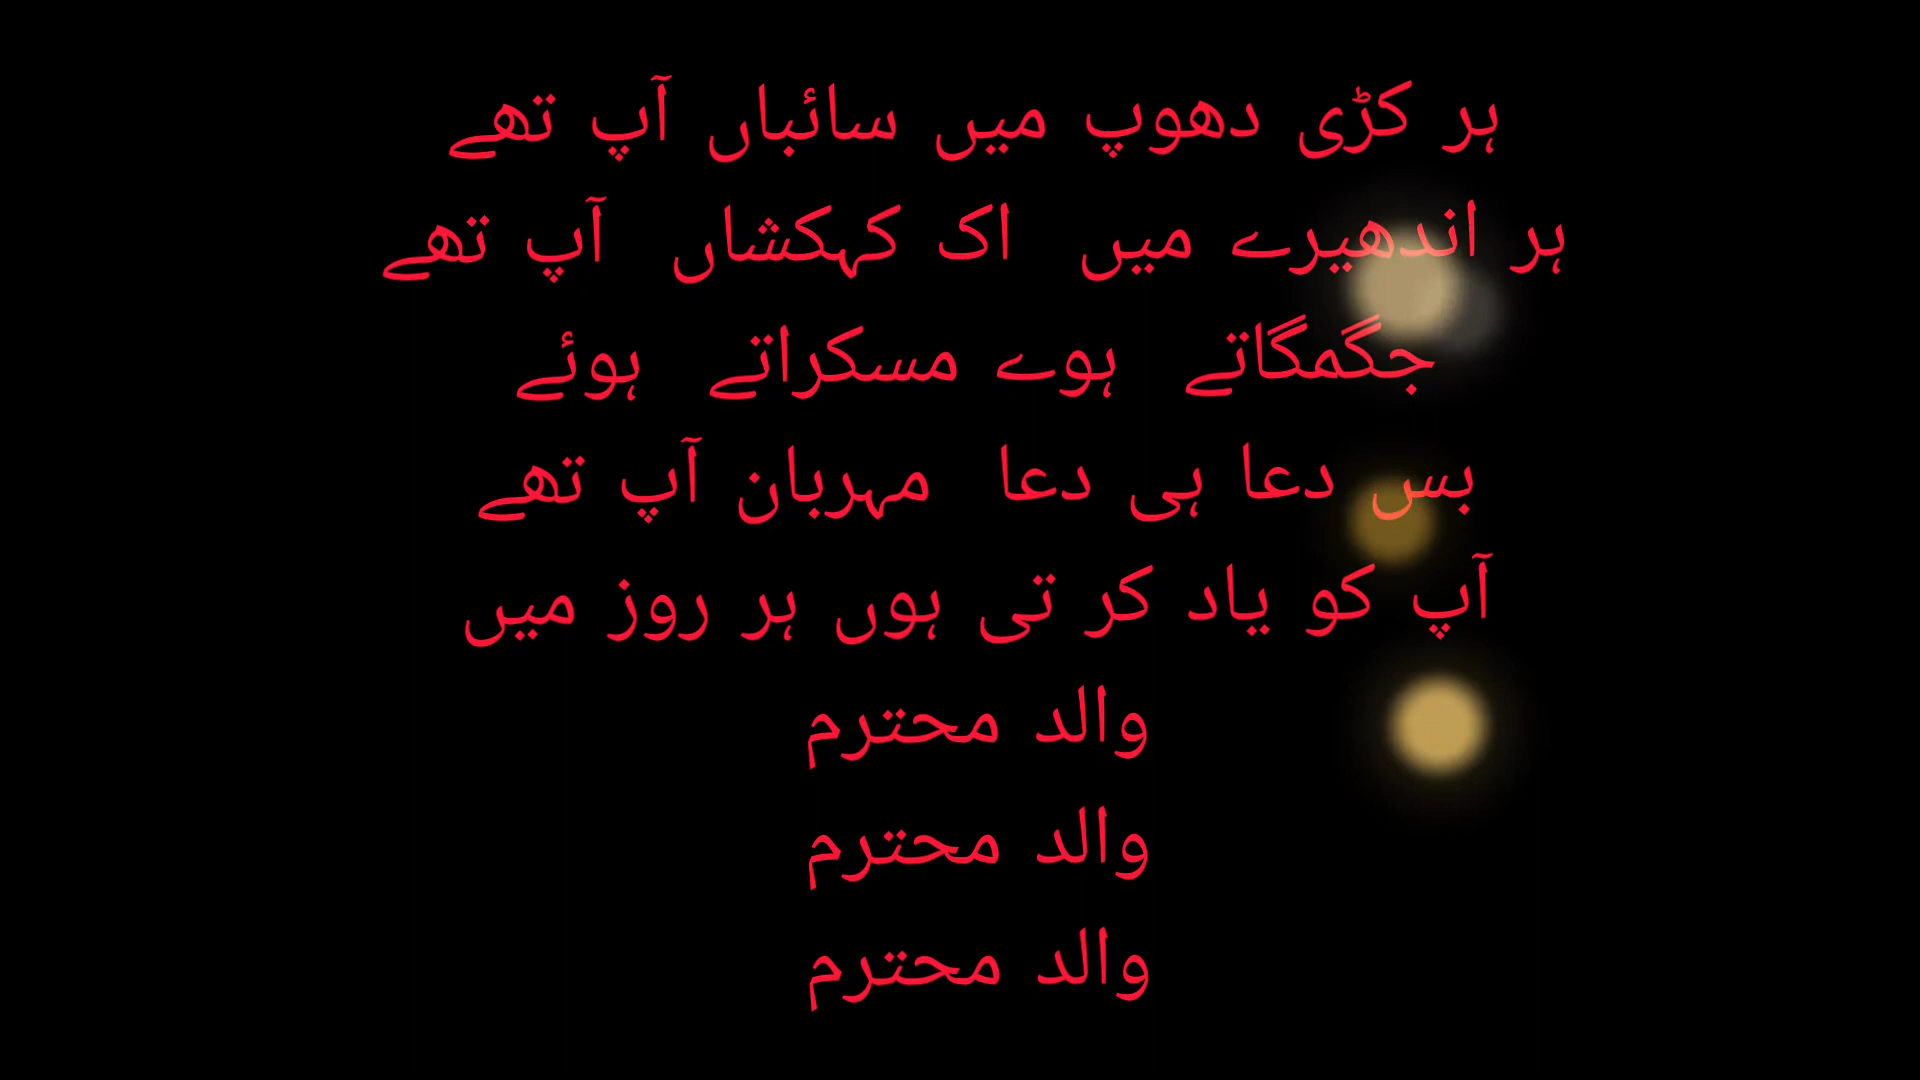 ہر کڑی دھوپ میں سائباں آپ تھے
ہر اندھیرے میں اک کہکشاں آپ تھے
جگمگاتے ہوے مسکراتے ہوئے
بس دعا ہی دعا مہربان آپ تھے
آپ کو یاد کر تی ہوں ہر روز میں
والد محترم
والد محترم
والد محترم